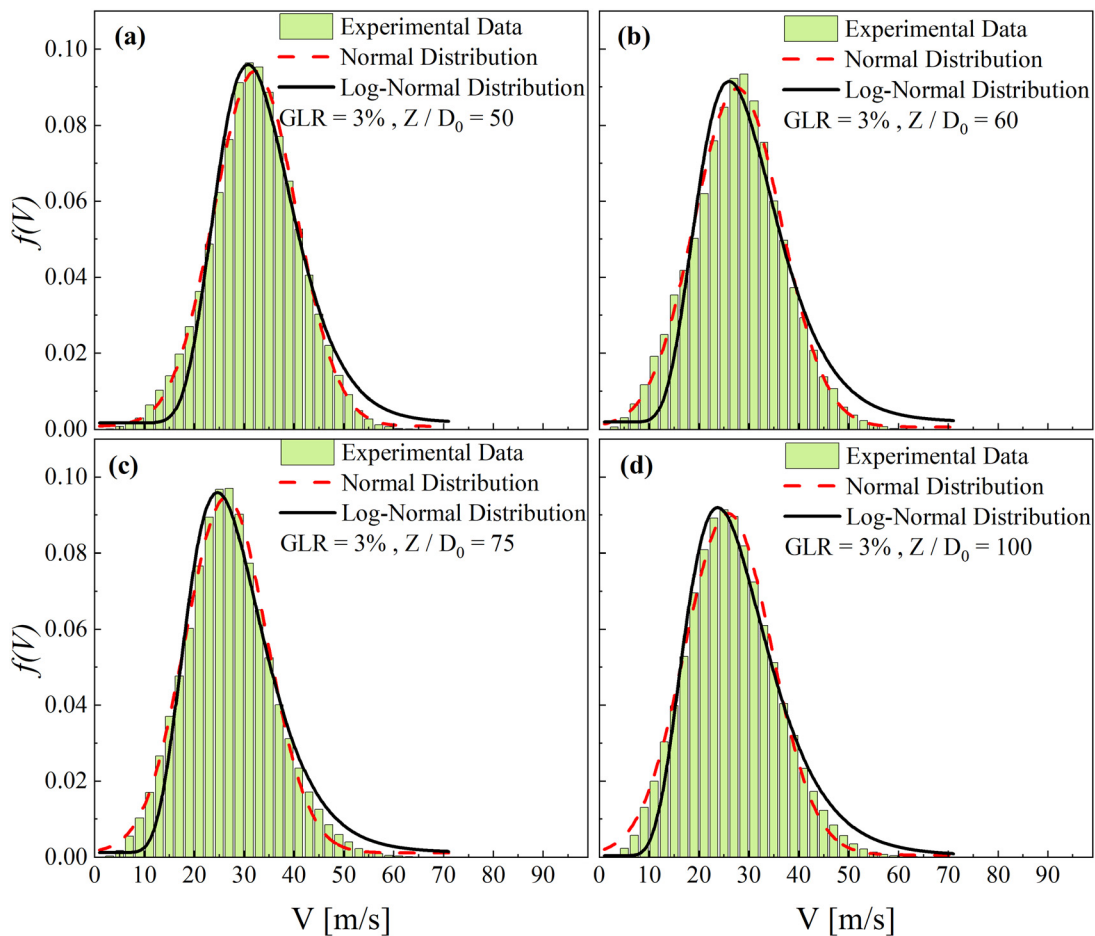 (a)
Experimental Data
Normal Distribution
Log-Normal Distribution
GLR = 3% , Z / D₀ = 50
0.10
0.08
0.06
0.04
0.02
0.00
f(V)
(b)
Experimental Data
Normal Distribution
Log-Normal Distribution
GLR = 3% , Z / D₀ = 60
(c)
Experimental Data
Normal Distribution
Log-Normal Distribution
GLR = 3% , Z / D₀ = 75
0.10
0.08
0.06
0.04
0.02
0.00
f(V)
0 10 20 30 40 50 60 70 80 90
V [m/s]
(d)
Experimental Data
Normal Distribution
Log-Normal Distribution
GLR = 3% , Z / D₀ = 100
0 10 20 30 40 50 60 70 80 90
V [m/s]